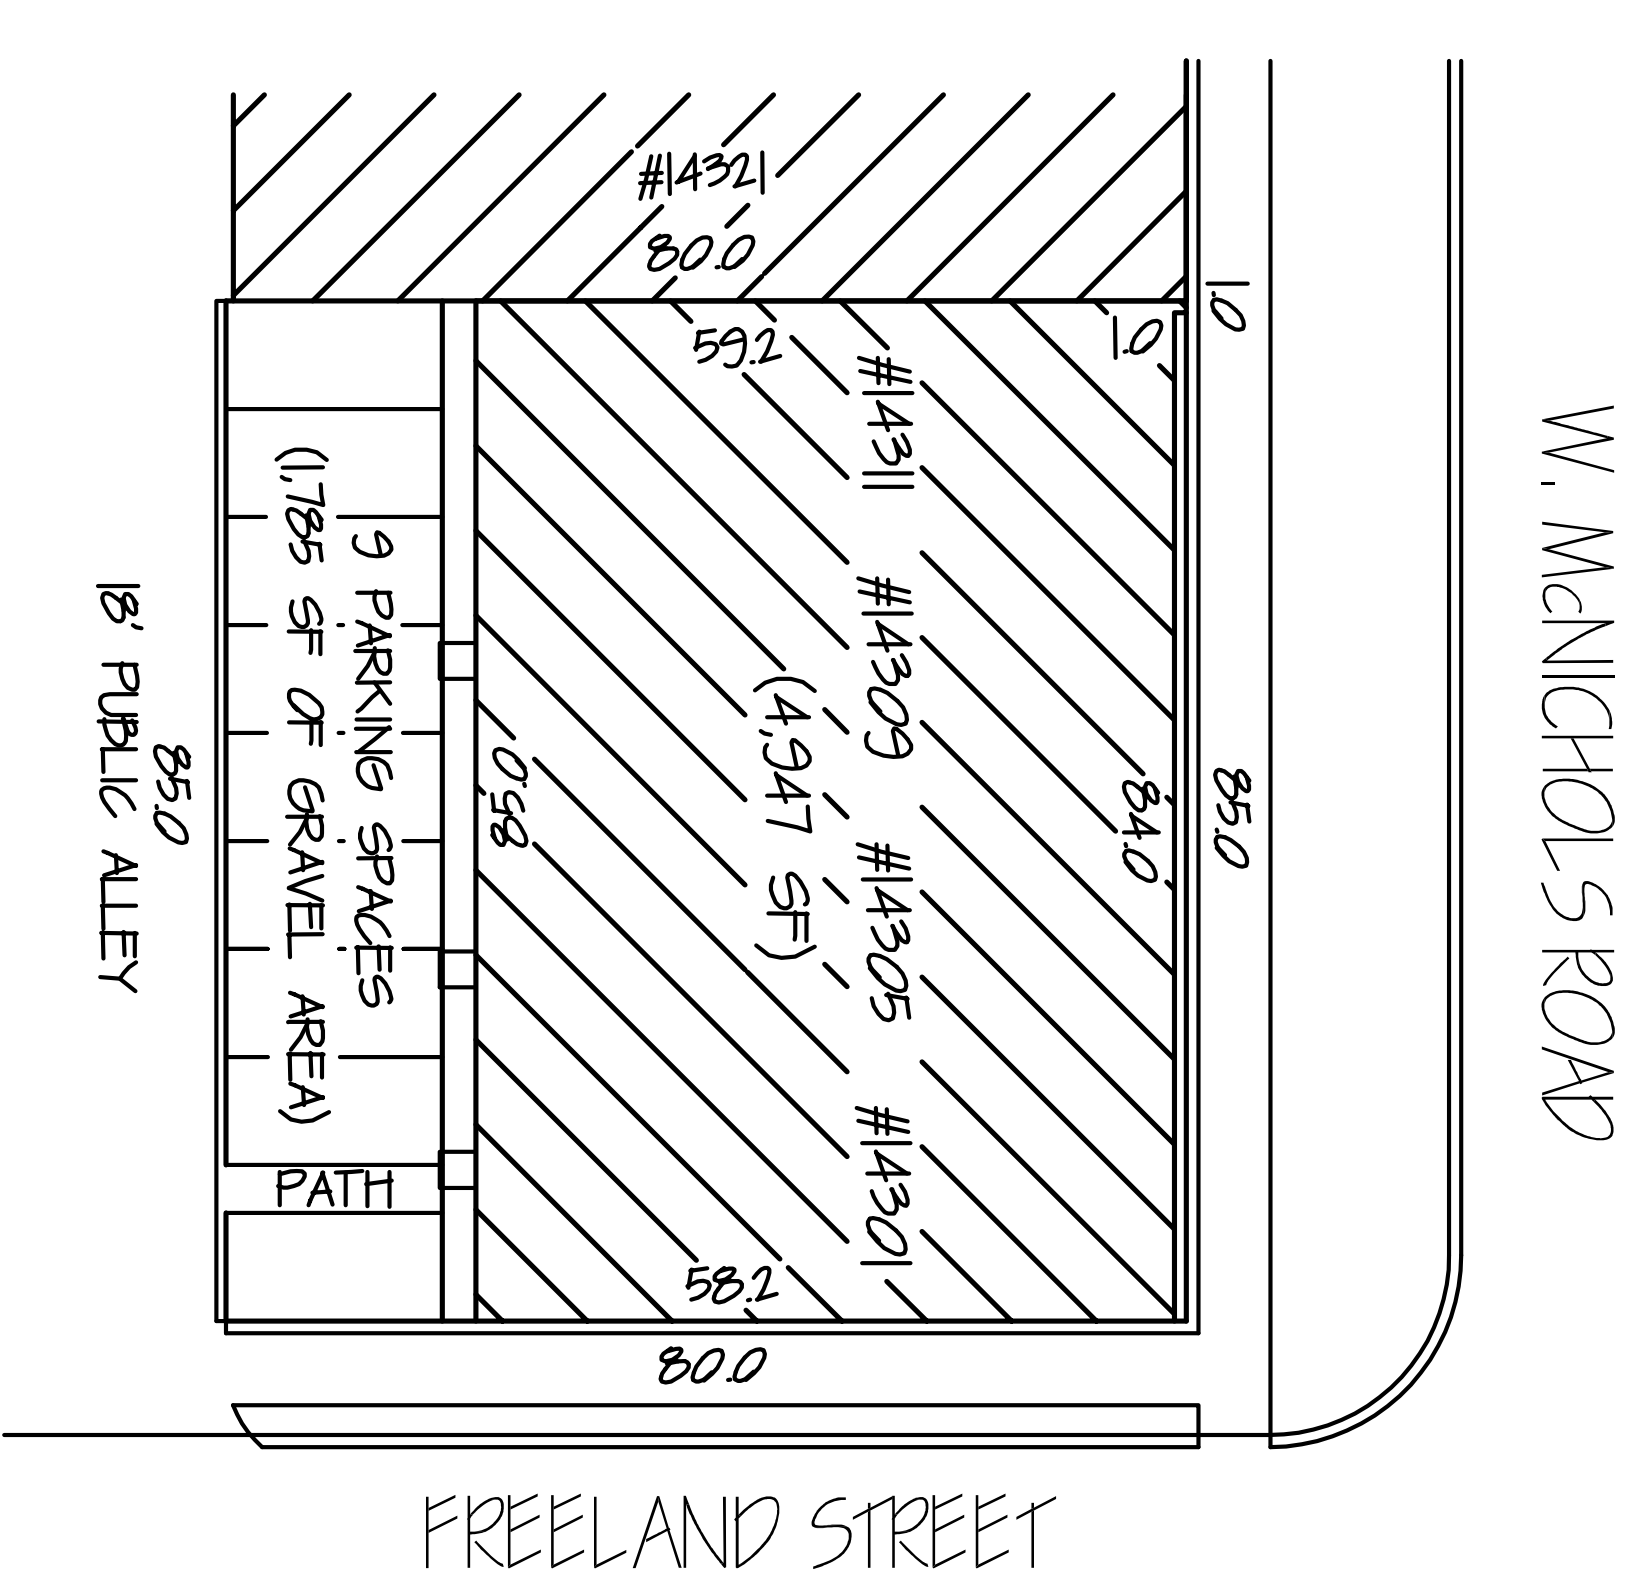 #14321
80.0
59.2
1.0
1.0
#14311
#14309
#14305
#14301
(4,947 SF)
84.0
85.0
85.0
58.2
80.0
9 PARKING SPACES
(1,785 SF OF GRAVEL AREA)
PATH
85.0
18' PUBLIC ALLEY
W. McNICHOLS ROAD
FREELAND STREET